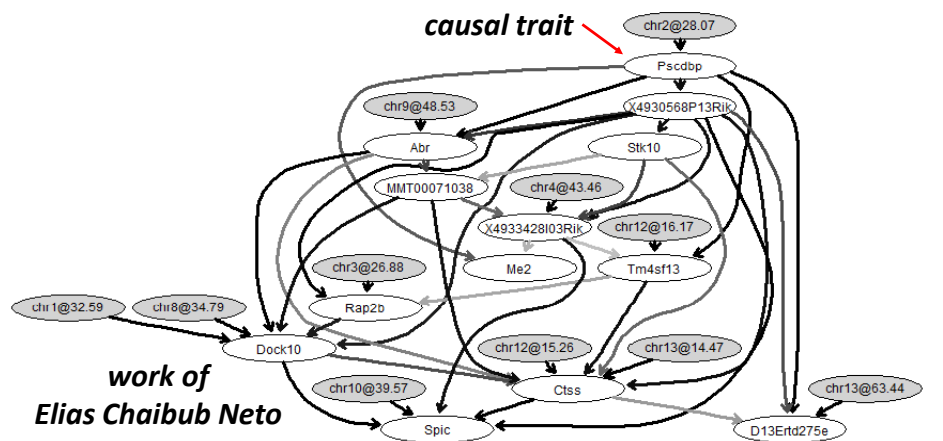 causal trait
chr2@28.07
Pscdbp
chr9@48.53
X4930568P13Rik
Abr
Stk10
MMT00071038
chr4@43.46
X4933428I03Rik
chr12@16.17
chr3@26.88
Me2
Tm4sf13
chr1@32.59
chr8@34.79
Rap2b
Dock10
chr12@15.26
chr13@14.47
work of
Elias Chaibub Neto
chr10@39.57
Ctss
chr13@63.44
Spic
D13Ertd275e